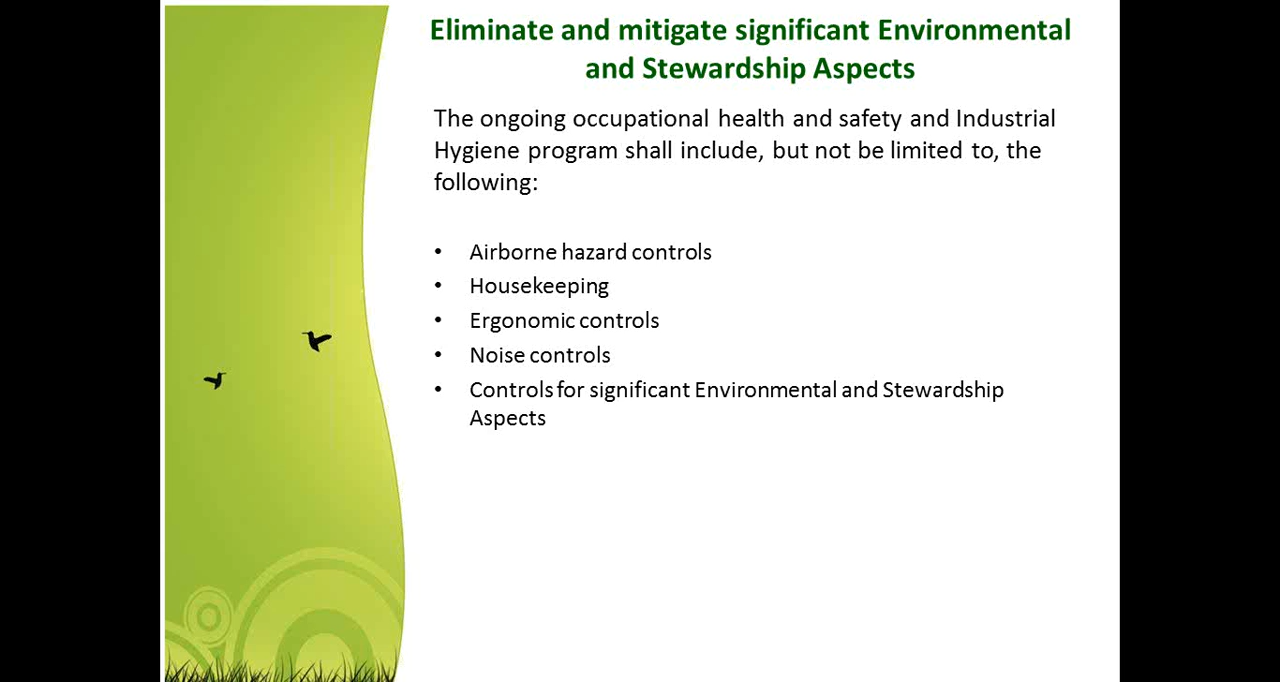 Eliminate and mitigate significant Environmental
and Stewardship Aspects
The ongoing occupational health and safety and Industrial
Hygiene program shall include, but not be limited to, the
following:
• Airborne hazard controls
• Housekeeping
• Ergonomic controls
• Noise controls
• Controls for significant Environmental and Stewardship
Aspects